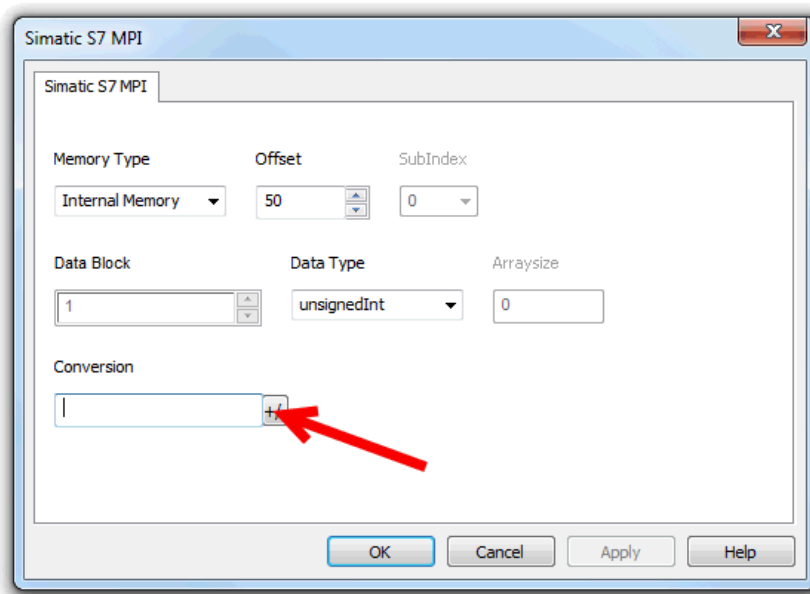 Simatic S7 MPI
Simatic S7 MPI
Memory Type Offset SubIndex
Internal Memory 50 0
Data Block Data Type Arraysize
1 unsignedInt 0
Conversion
+/
OK Cancel Apply Help